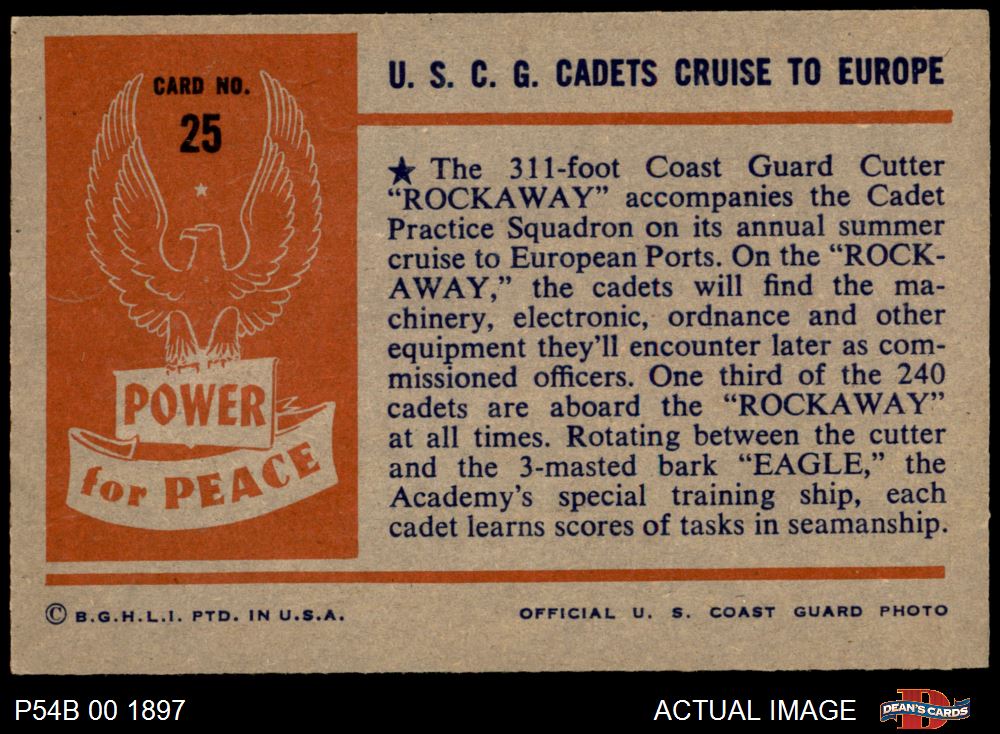 CARD NO.
25
POWER
for PEACE
U. S. C. G. CADETS CRUISE TO EUROPE
★ The 311-foot Coast Guard Cutter
“ROCKAWAY” accompanies the Cadet
Practice Squadron on its annual summer
cruise to European Ports. On the “ROCK-
AWAY,” the cadets will find the ma-
chinery, electronic, ordnance and other
equipment they’ll encounter later as com-
missioned officers. One third of the 240
cadets are aboard the “ROCKAWAY”
at all times. Rotating between the cutter
and the 3-masted bark “EAGLE,” the
Academy’s special training ship, each
cadet learns scores of tasks in seamanship.
© B.G.H.L.I. PTD. IN U.S.A.
OFFICIAL U. S. COAST GUARD PHOTO
P54B 00 1897
ACTUAL IMAGE
D
DEAN'S CARDS